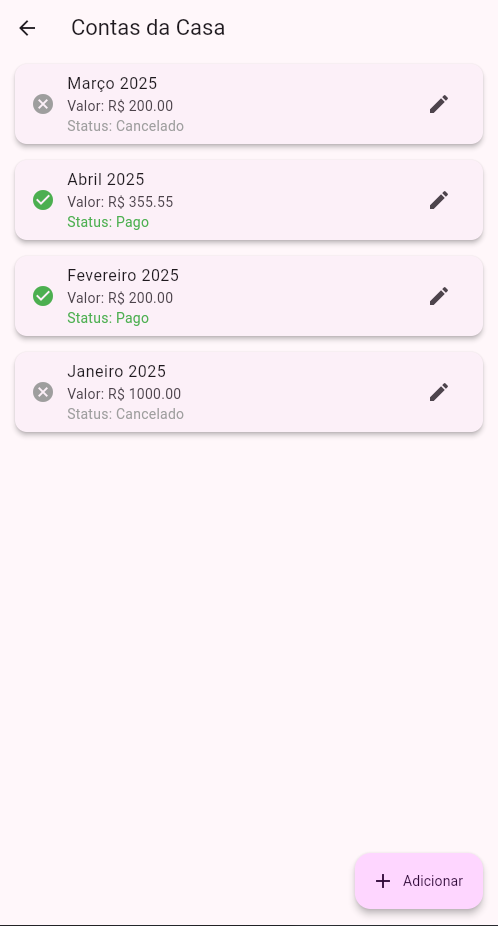 Contas da Casa
Março 2025
Valor: R$ 200.00
Status: Cancelado
Abril 2025
Valor: R$ 355.55
Status: Pago
Fevereiro 2025
Valor: R$ 200.00
Status: Pago
Janeiro 2025
Valor: R$ 1000.00
Status: Cancelado
Adicionar